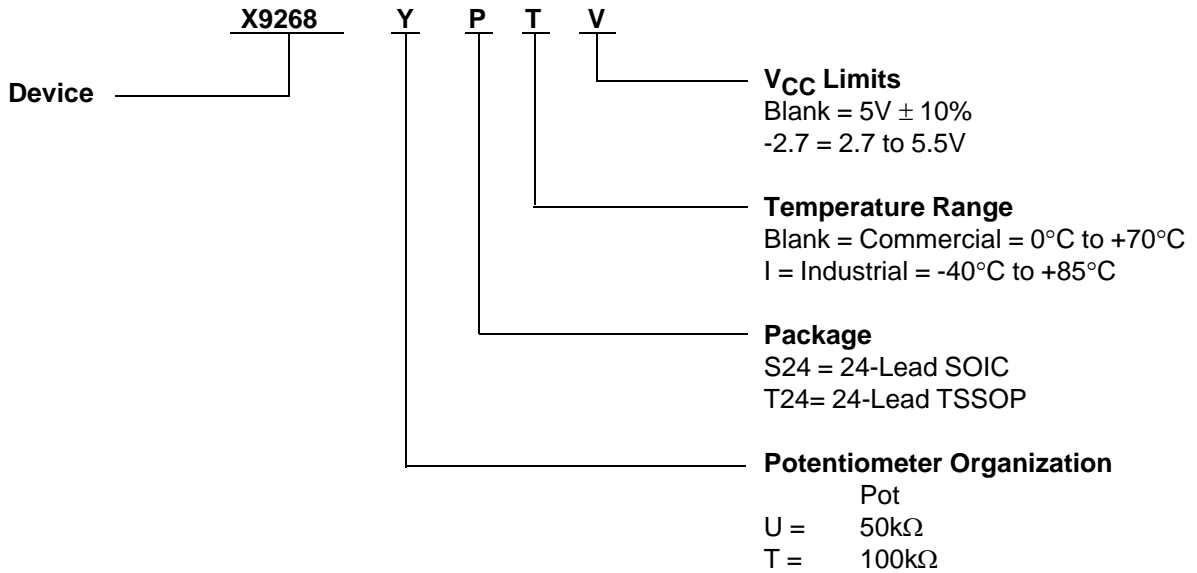 X9268 Y P T V
Device
VCC Limits
Blank = 5V ± 10%
-2.7 = 2.7 to 5.5V
Temperature Range
Blank = Commercial = 0°C to +70°C
I = Industrial = -40°C to +85°C
Package
S24 = 24-Lead SOIC
T24= 24-Lead TSSOP
Potentiometer Organization
Pot
U = 50kΩ
T = 100kΩ